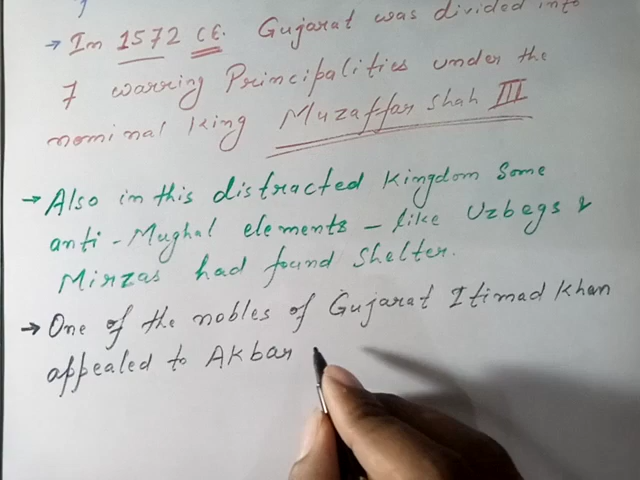 → In 1572 CE. Gujarat was divided into
7 warring Principalities under the
nominal King Muzaffar Shah III
→ Also in this distracted Kingdom Some
anti-Mughal elements - like Uzbegs &
Mirzas had found Shelter.
→ One of the nobles of Gujarat Itimad Khan
appealed to Akbar